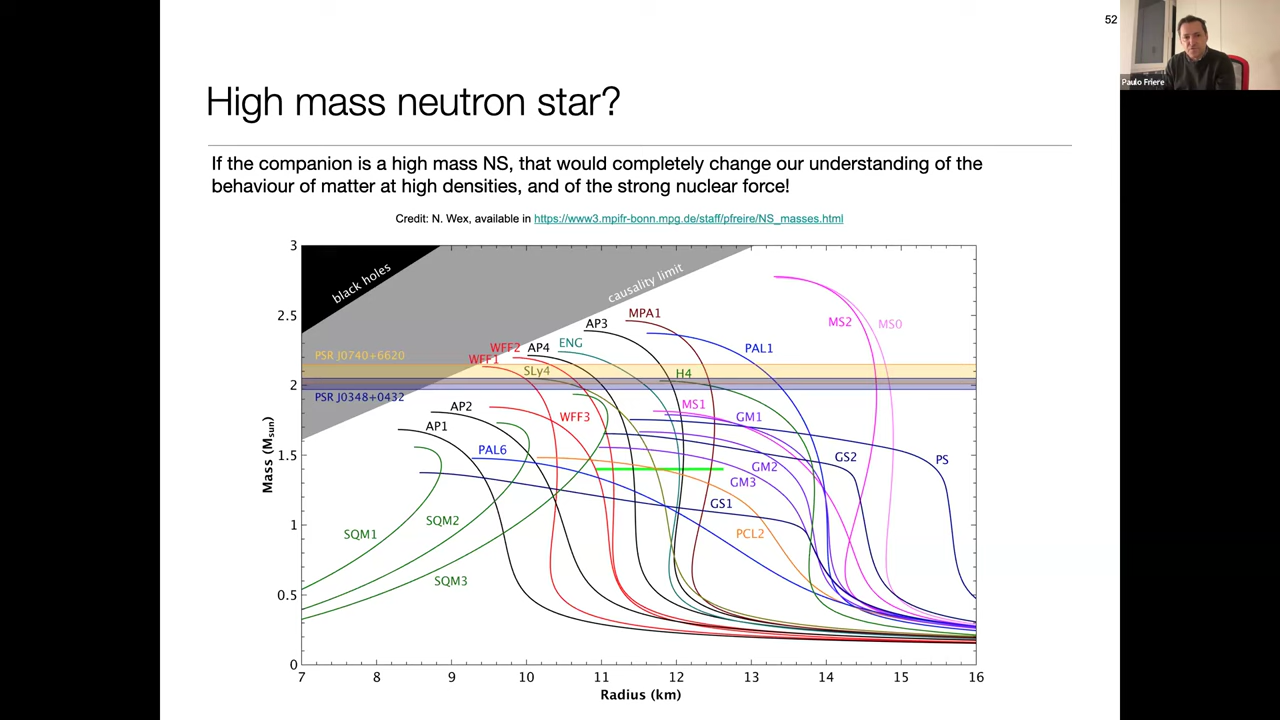 52
Paulo Friere
High mass neutron star?
If the companion is a high mass NS, that would completely change our understanding of the
behaviour of matter at high densities, and of the strong nuclear force!
Credit: N. Wex, available in https://www3.mpifr-bonn.mpg.de/staff/pfreire/NS_masses.html
3
2.5
2
1.5
1
0.5
0
Mass (Msun)
black holes
causality limit
MPA1
AP3
MS2
MS0
WFF2
AP4
ENG
PAL1
PSR J0740+6620
WFF1
SLy4
H4
PSR J0348+0432
AP2
MS1
WFF3
GM1
AP1
PAL6
GS2
PS
GM2
GM3
GS1
SQM1
SQM2
PCL2
SQM3
7
8
9
10
11
12
13
14
15
16
Radius (km)